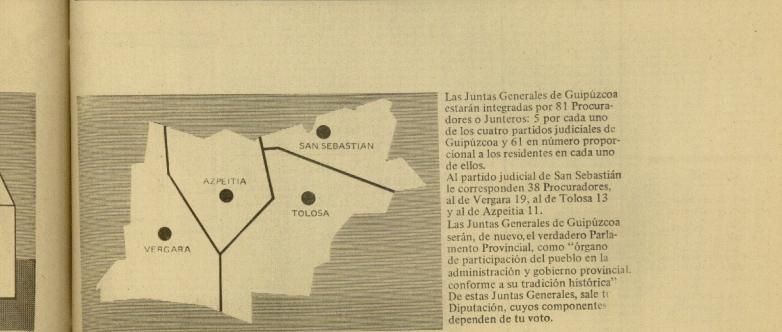 SAN SEBASTIAN
AZPEITIA
TOLOSA
VERGARA
Las Juntas Generales de Guipúzcoa
estarán integradas por 81 Procura-
dores o Junteros: 5 por cada uno
de los cuatro partidos judiciales de
Guipúzcoa y 61 en número propor-
cional a los residentes en cada uno
de ellos.
Al partido judicial de San Sebastián
le corresponden 38 Procuradores,
al de Vergara 19, al de Tolosa 13
y al de Azpeitia 11.
Las Juntas Generales de Guipúzcoa
serán, de nuevo, el verdadero Parla-
mento Provincial, como "órgano
de participación del pueblo en la
administración y gobierno provincial.
conforme a su tradición histórica"
De estas Juntas Generales, sale
Diputación, cuyos componentes
dependen de tu voto.